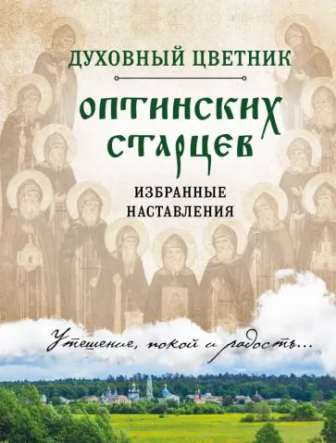 ДУХОВНЫЙ ЦВЕТНИК
ОПТИНСКИХ
СТАРЦЕВ
ИЗБРАННЫЕ
НАСТАВЛЕНИЯ
Утешение, покой и радость...